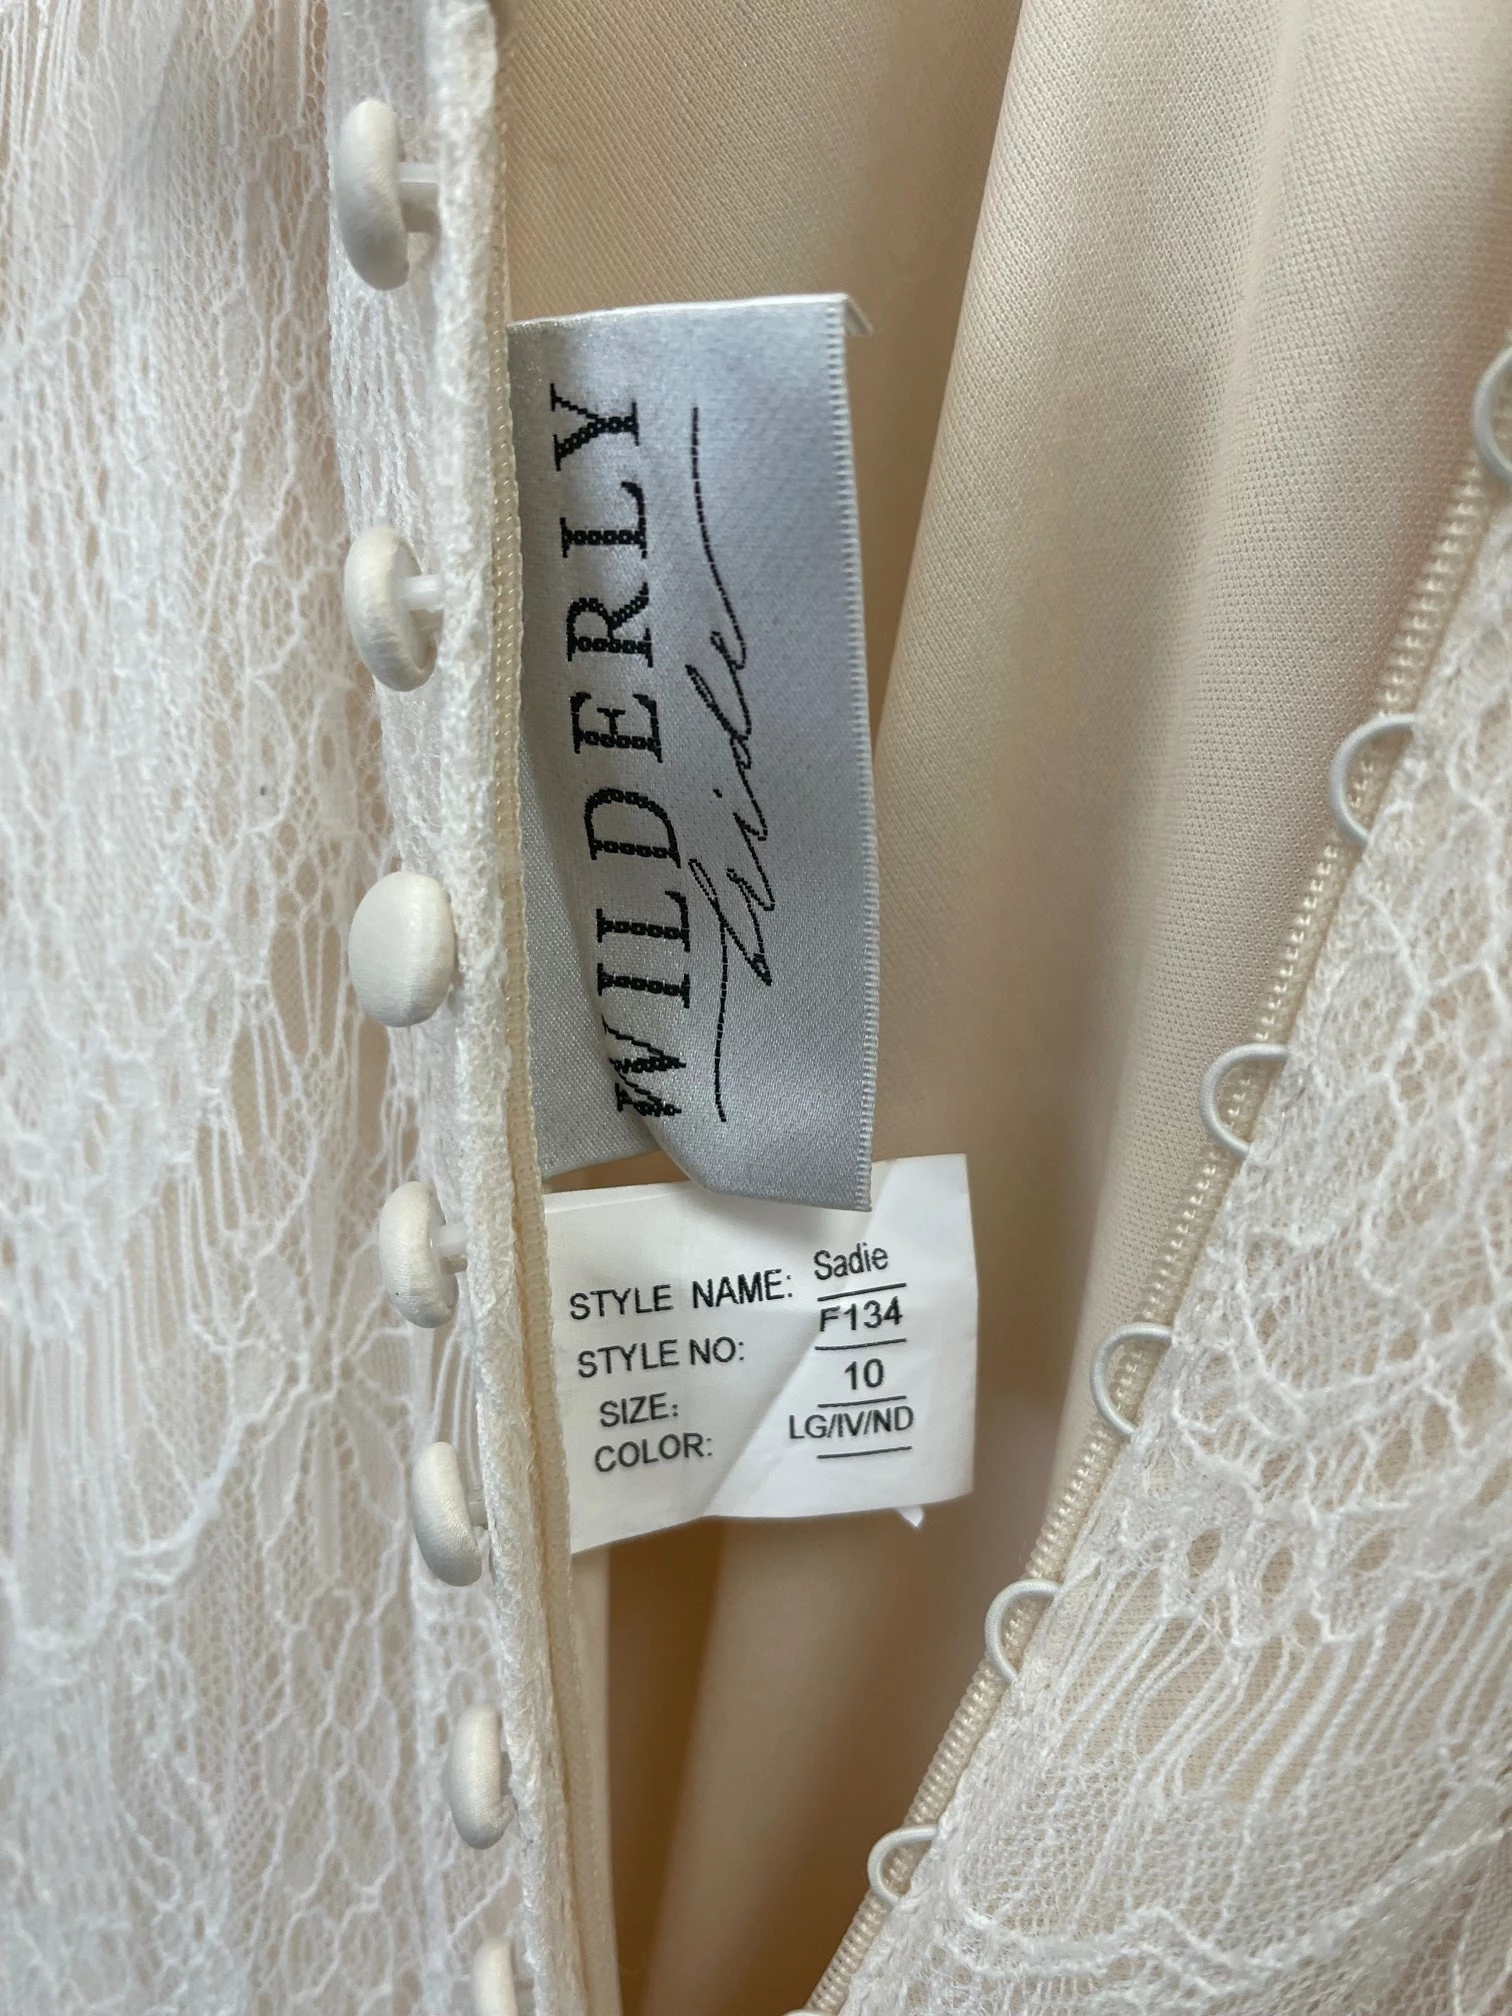 WILDERLY
bride
STYLE NAME: Sadie
STYLE NO: F134
SIZE: 10
COLOR: LG/IV/ND